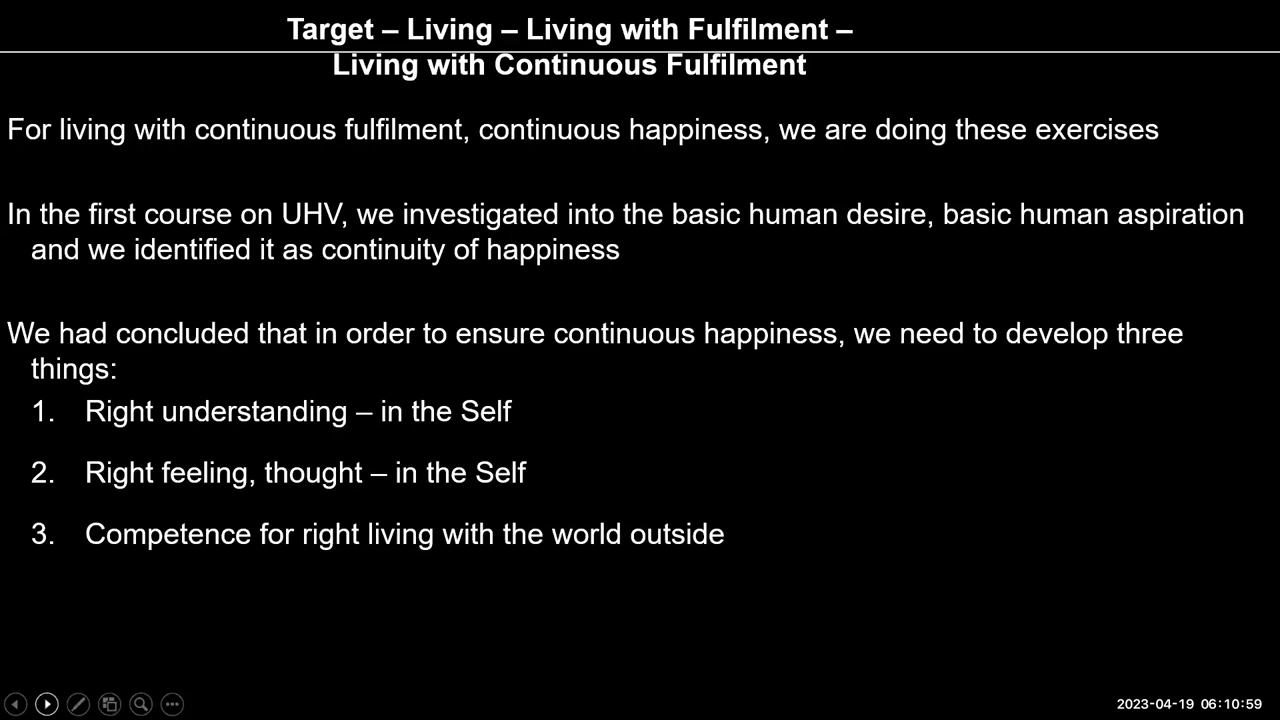 Target – Living – Living with Fulfilment –
Living with Continuous Fulfilment
For living with continuous fulfilment, continuous happiness, we are doing these exercises
In the first course on UHV, we investigated into the basic human desire, basic human aspiration
and we identified it as continuity of happiness
We had concluded that in order to ensure continuous happiness, we need to develop three
things:
1. Right understanding – in the Self
2. Right feeling, thought – in the Self
3. Competence for right living with the world outside
2023-04-19 06:10:59